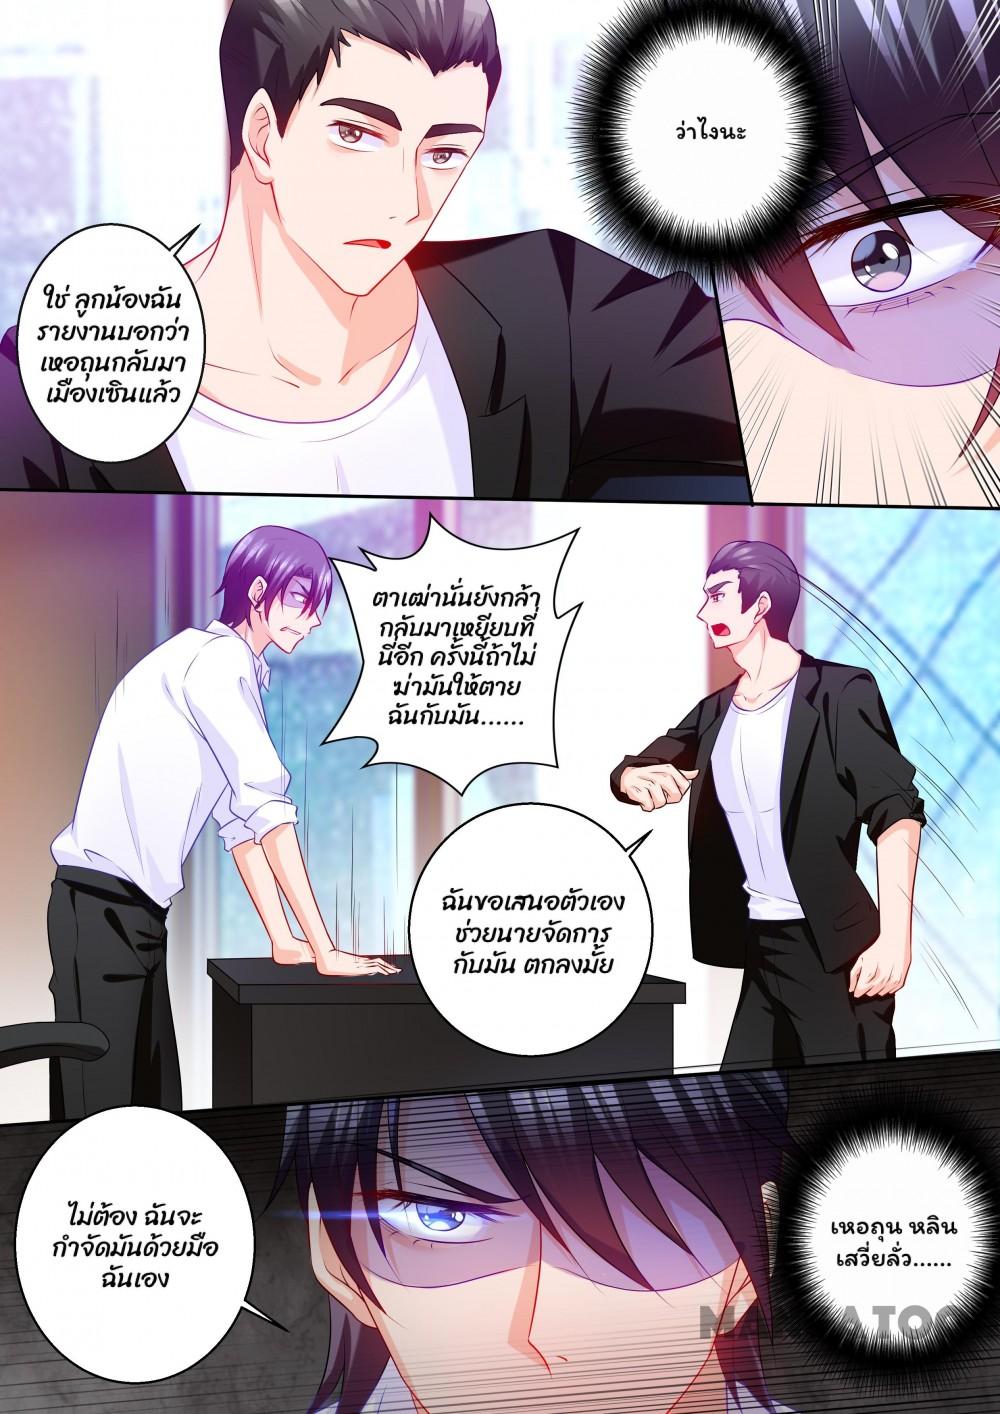 ใช่ ลูกน้องฉัน
รายงานบอกว่า
เหอถุนกลับมา
เมืองเซินแล้ว
ว่าไงนะ
ตาเฒ่านั่นยังกล้า
กลับมาเหยียบที่
นี่อีก ครั้งนี้ถ้าไม่
ฆ่ามันให้ตาย
ฉันกับมัน......
ฉันขอเสนอตัวเอง
ช่วยนายจัดการ
กับมัน ตกลงมั้ย
ไม่ต้อง ฉันจะ
กำจัดมันด้วยมือ
ฉันเอง
เหอถุน หลิน
เสวี่ยลั่ว......